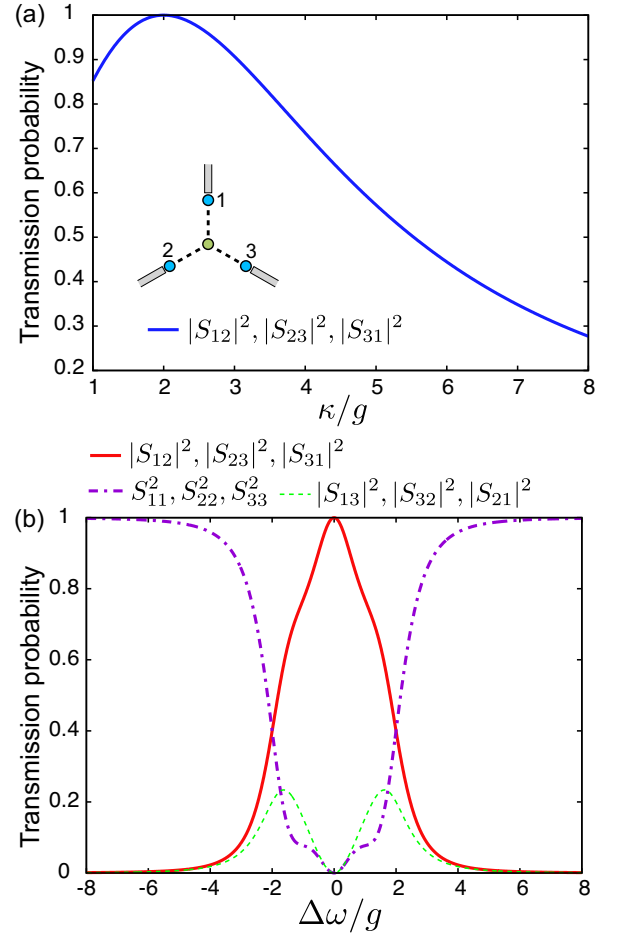 (a)
Transmission probability
1
0.9
0.8
0.7
0.6
0.5
0.4
0.3
0.2
1
2
3
|S₁₂|², |S₂₃|², |S₃₁|²
1 2 3 4 5 6 7 8
κ/g
|S₁₂|², |S₂₃|², |S₃₁|²
S₁₁², S₂₂², S₃₃² |S₁₃|², |S₃₂|², |S₂₁|²
(b)
Transmission probability
1
0.8
0.6
0.4
0.2
0
-8 -6 -4 -2 0 2 4 6 8
Δω/g